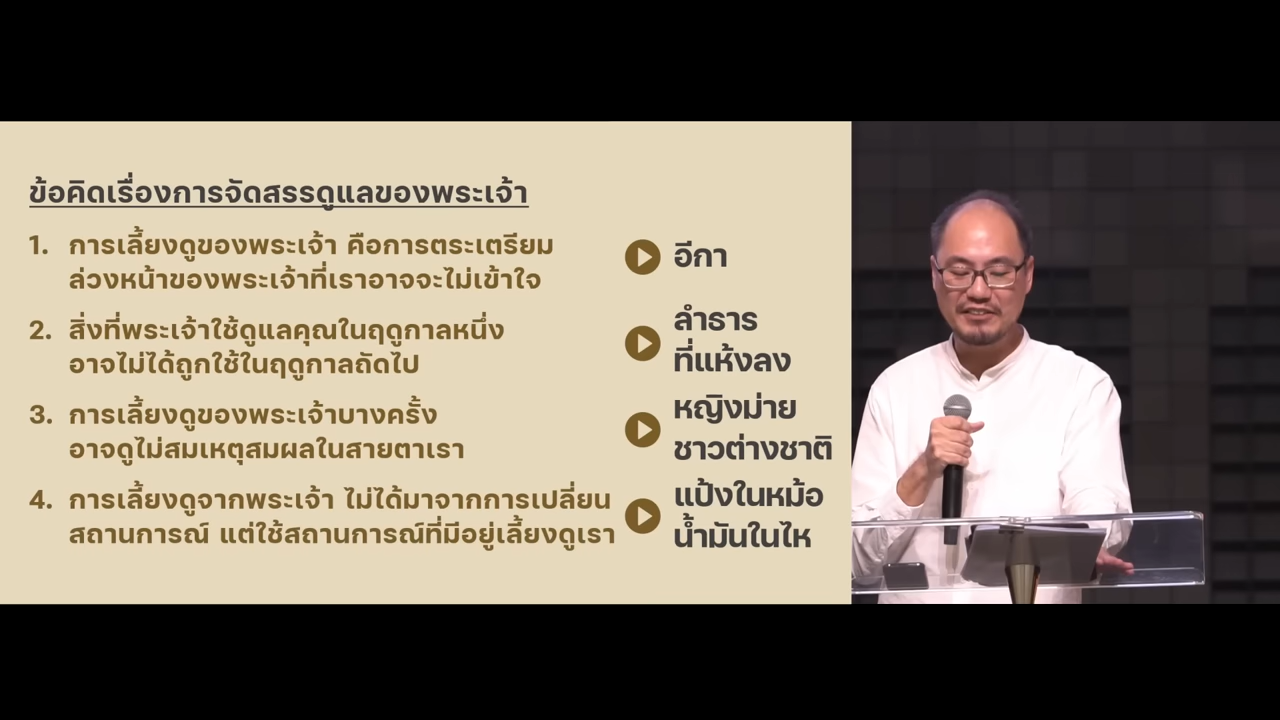 ข้อคิดเรื่องการจัดสรรดูแลของพระเจ้า
1. การเลี้ยงดูของพระเจ้า คือการตระเตรียม
ล่วงหน้าของพระเจ้าที่เราอาจจะไม่เข้าใจ
อีกา
2. สิ่งที่พระเจ้าใช้ดูแลคุณในฤดูกาลหนึ่ง
อาจไม่ได้ถูกใช้ในฤดูกาลถัดไป
ลำธาร
ที่แห้งลง
3. การเลี้ยงดูของพระเจ้าบางครั้ง
อาจดูไม่สมเหตุสมผลในสายตาเรา
หญิงม่าย
ชาวต่างชาติ
4. การเลี้ยงดูจากพระเจ้า ไม่ได้มาจากการเปลี่ยน
สถานการณ์ แต่ใช้สถานการณ์ที่มีอยู่เลี้ยงดูเรา
แป้งในหม้อ
น้ำมันในไห